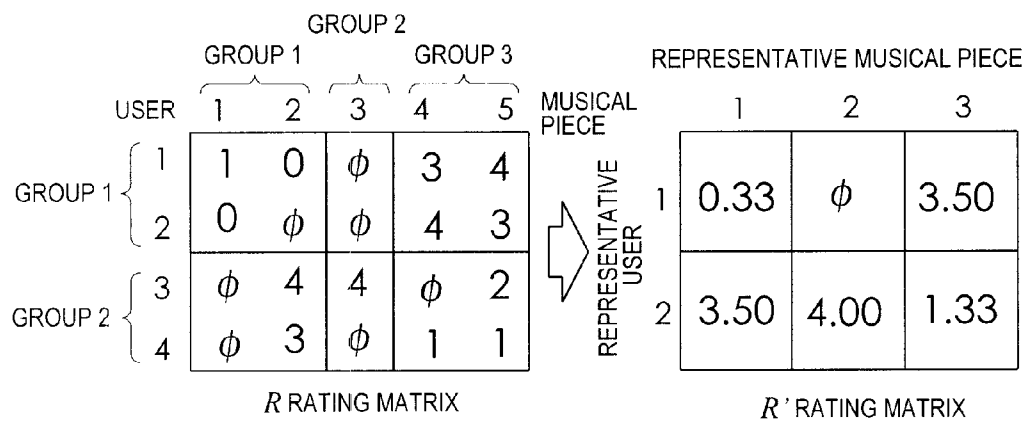 GROUP 2
GROUP 1 GROUP 3
USER 1 2 3 4 5 MUSICAL PIECE
GROUP 1
1 1 0 ϕ 3 4
2 0 ϕ ϕ 4 3
GROUP 2
3 ϕ 4 4 ϕ 2
4 ϕ 3 ϕ 1 1
R RATING MATRIX
REPRESENTATIVE MUSICAL PIECE
1 2 3
REPRESENTATIVE
USER
1 0.33 ϕ 3.50
2 3.50 4.00 1.33
R' RATING MATRIX